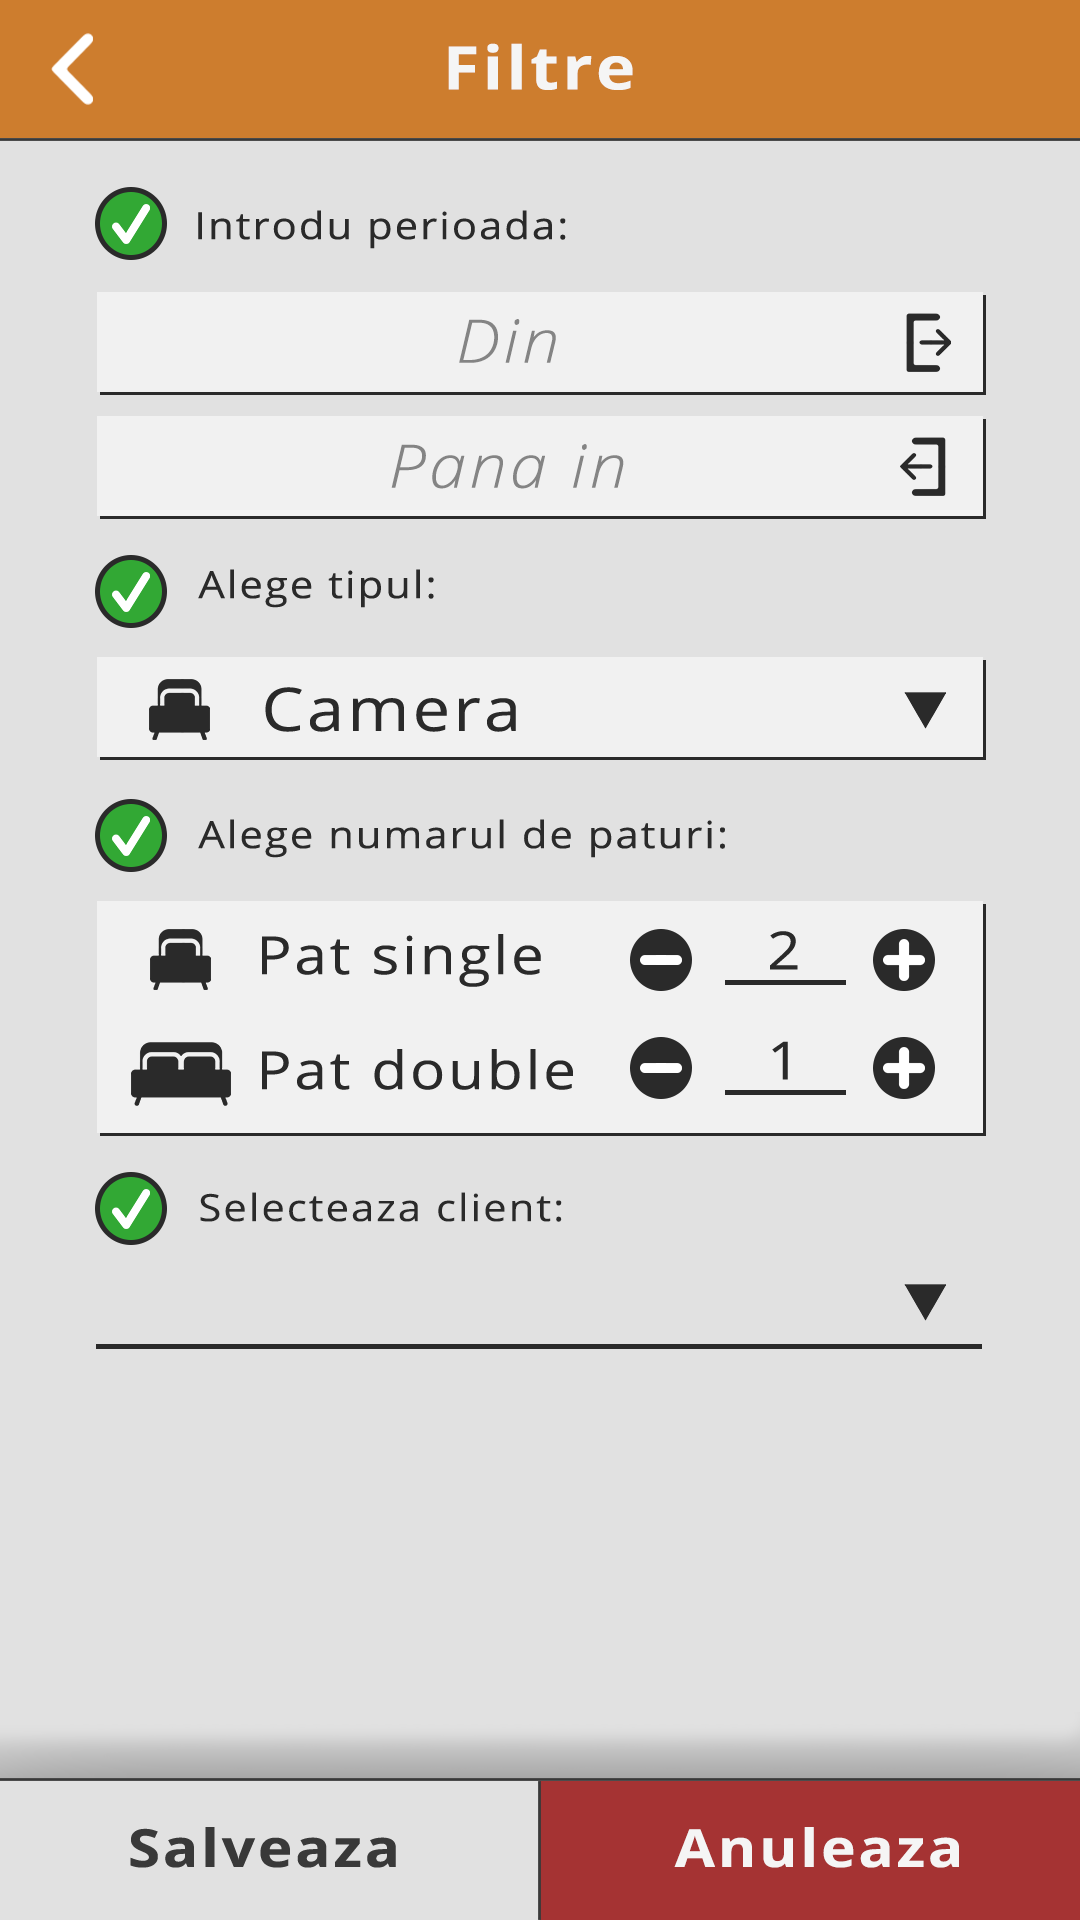 Filtre
Introdu perioada:
Din
Pana in
Alege tipul:
Camera
Alege numarul de paturi:
Pat single 2
Pat double 1
Selecteaza client:
Salveaza Anuleaza